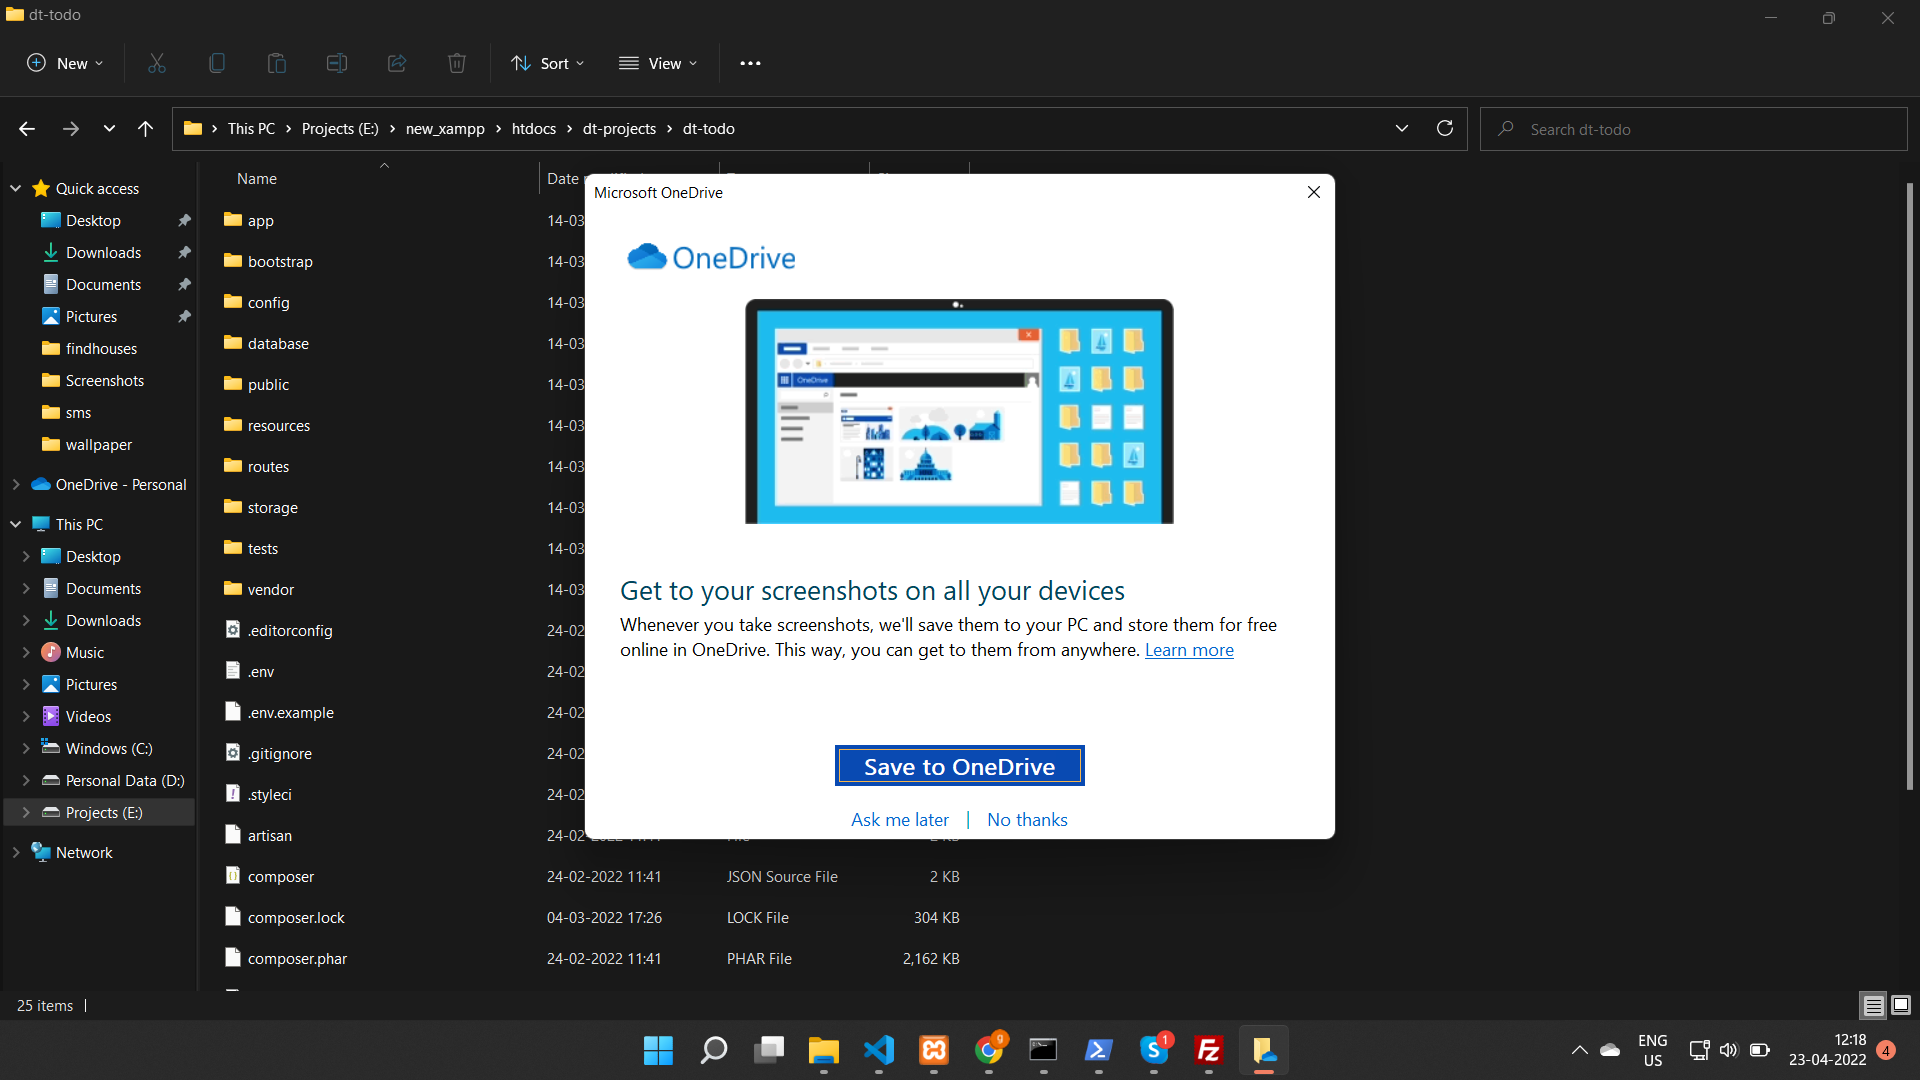 dt-todo
New
Sort
View
This PC
Projects (E:)
new_xampp
htdocs
dt-projects
dt-todo
Search dt-todo
Quick access
Desktop
Downloads
Documents
Pictures
findhouses
Screenshots
sms
wallpaper
OneDrive - Personal
This PC
Desktop
Documents
Downloads
Music
Pictures
Videos
Windows (C:)
Personal Data (D:)
Projects (E:)
Network
Name
Date
app 14-03
bootstrap 14-03
config 14-03
database 14-03
public 14-03
resources 14-03
routes 14-03
storage 14-03
tests 14-03
vendor 14-03
.editorconfig 24-02
.env 24-02
.env.example 24-02
.gitignore 24-02
.styleci 24-02
artisan 24-02
composer 24-02-2022 11:41 JSON Source File 2 KB
composer.lock 04-03-2022 17:26 LOCK File 304 KB
composer.phar 24-02-2022 11:41 PHAR File 2,162 KB
Microsoft OneDrive
OneDrive
OneDrive
Get to your screenshots on all your devices
Whenever you take screenshots, we'll save them to your PC and store them for free
online in OneDrive. This way, you can get to them from anywhere. Learn more
Save to OneDrive
Ask me later | No thanks
25 items
9
S
1
Fz
ENG
US
12:18
23-04-2022
4